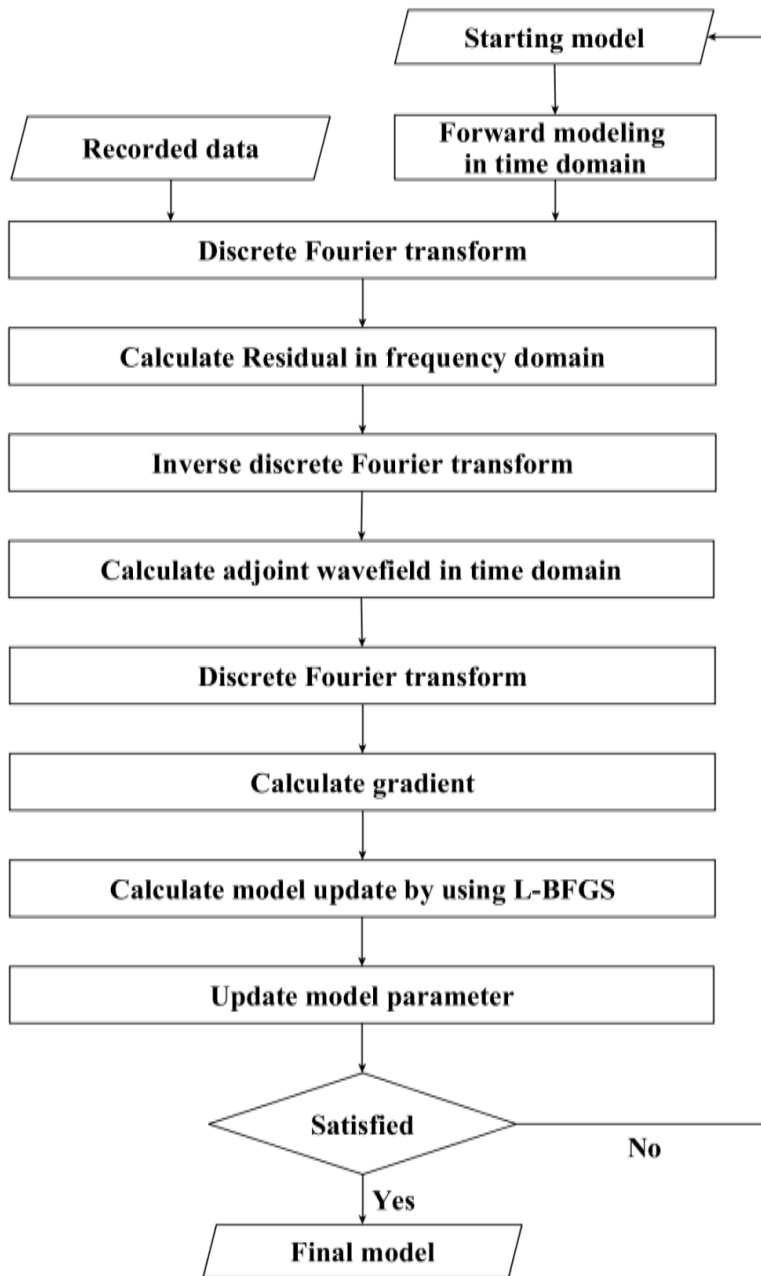 Starting model
Recorded data
Forward modeling
in time domain
Discrete Fourier transform
Calculate Residual in frequency domain
Inverse discrete Fourier transform
Calculate adjoint wavefield in time domain
Discrete Fourier transform
Calculate gradient
Calculate model update by using L-BFGS
Update model parameter
Satisfied
No
Yes
Final model